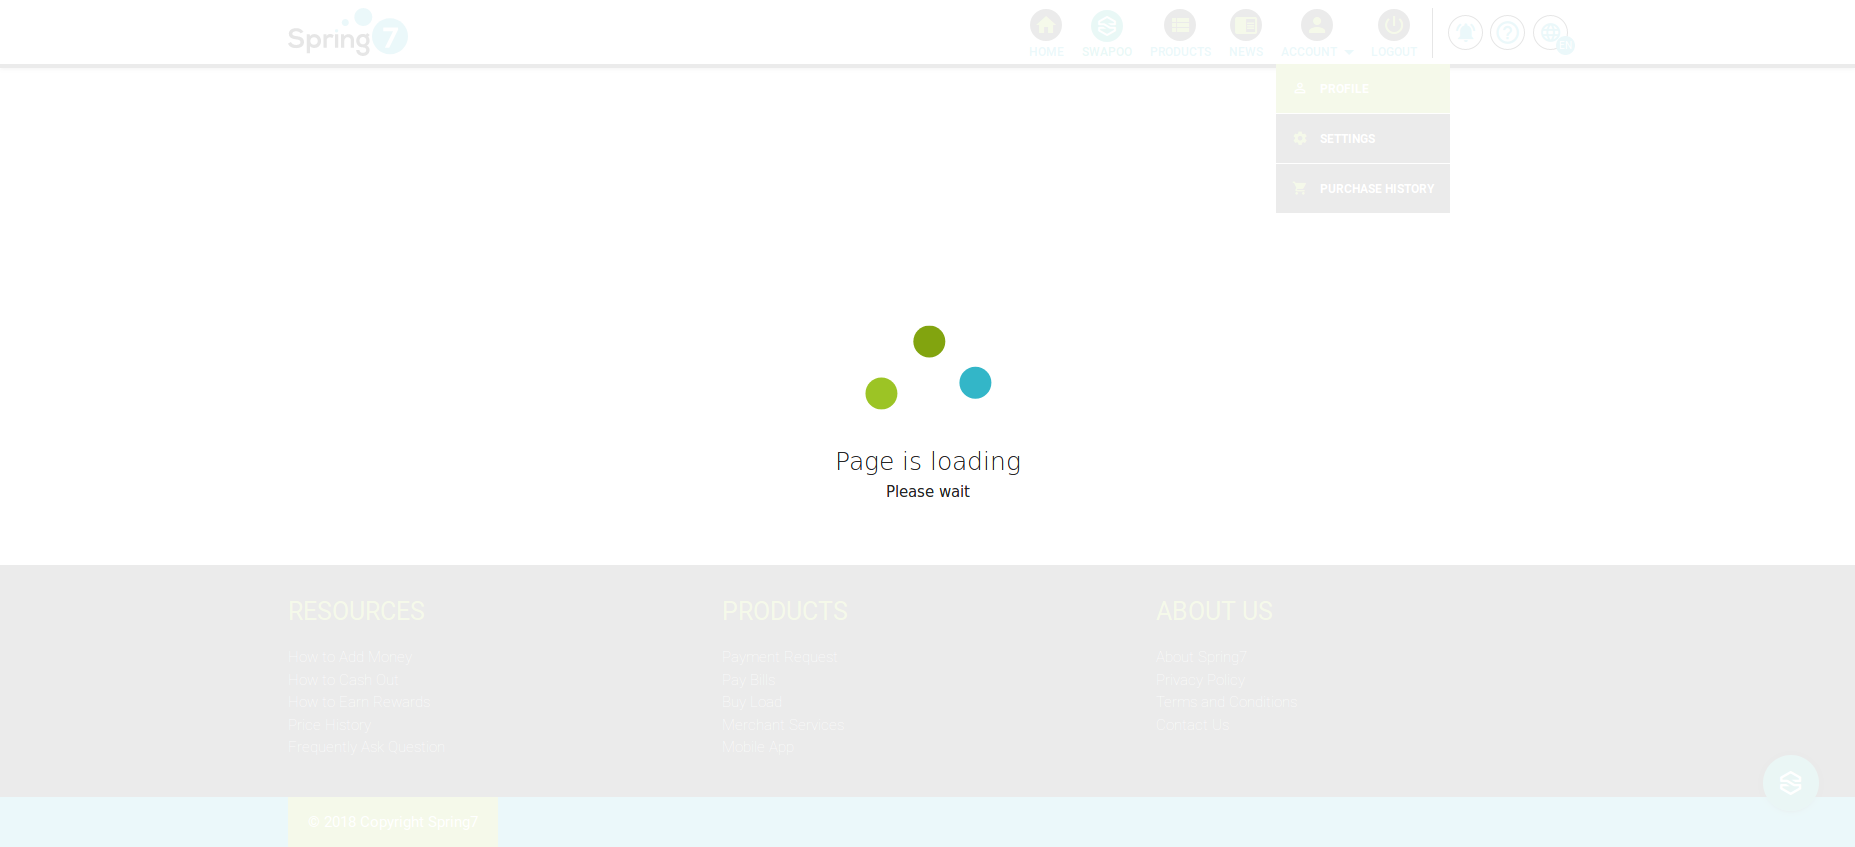 Spring7
HOME
SWAPOO
PRODUCTS
NEWS
ACCOUNT
LOGOUT
EN
PROFILE
SETTINGS
PURCHASE HISTORY
Page is loading
Please wait
RESOURCES
How to Add Money
How to Cash Out
How to Earn Rewards
Price History
Frequently Ask Question
PRODUCTS
Payment Request
Pay Bills
Buy Load
Merchant Services
Mobile App
ABOUT US
About Spring7
Privacy Policy
Terms and Conditions
Contact Us
© 2018 Copyright Spring7